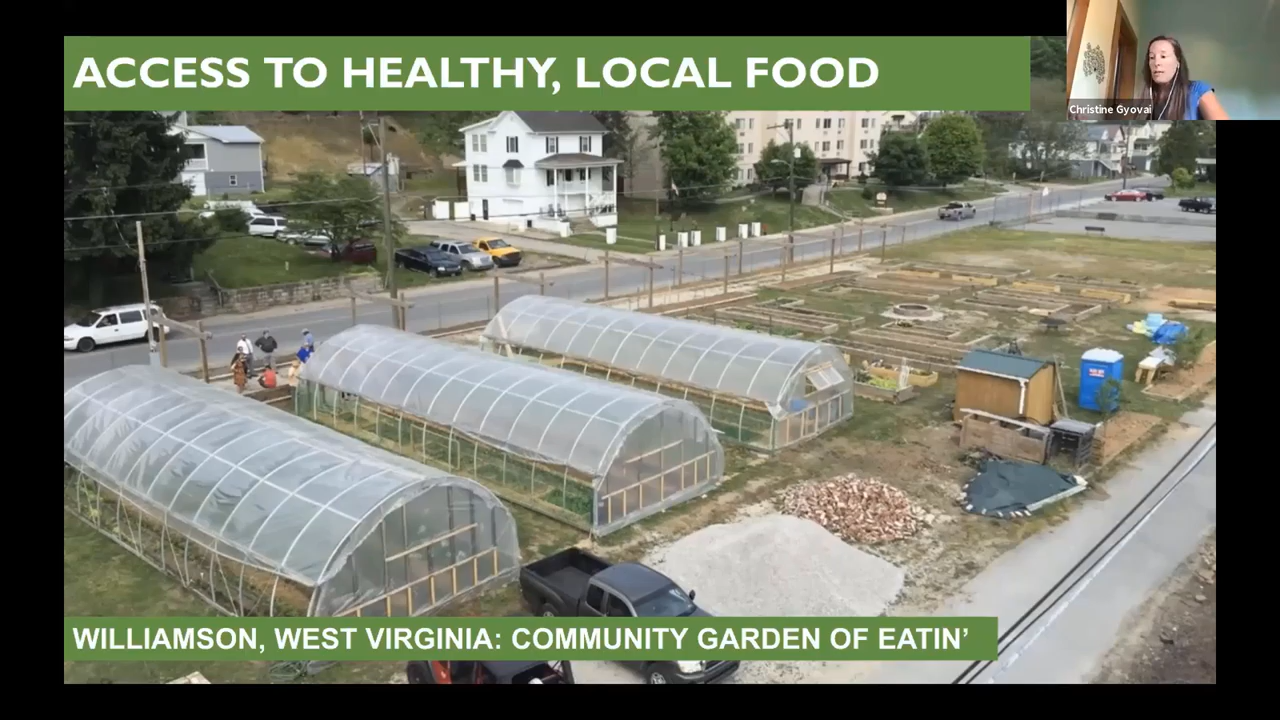 ACCESS TO HEALTHY, LOCAL FOOD
Christine Gyovai
WILLIAMSON, WEST VIRGINIA: COMMUNITY GARDEN OF EATIN’